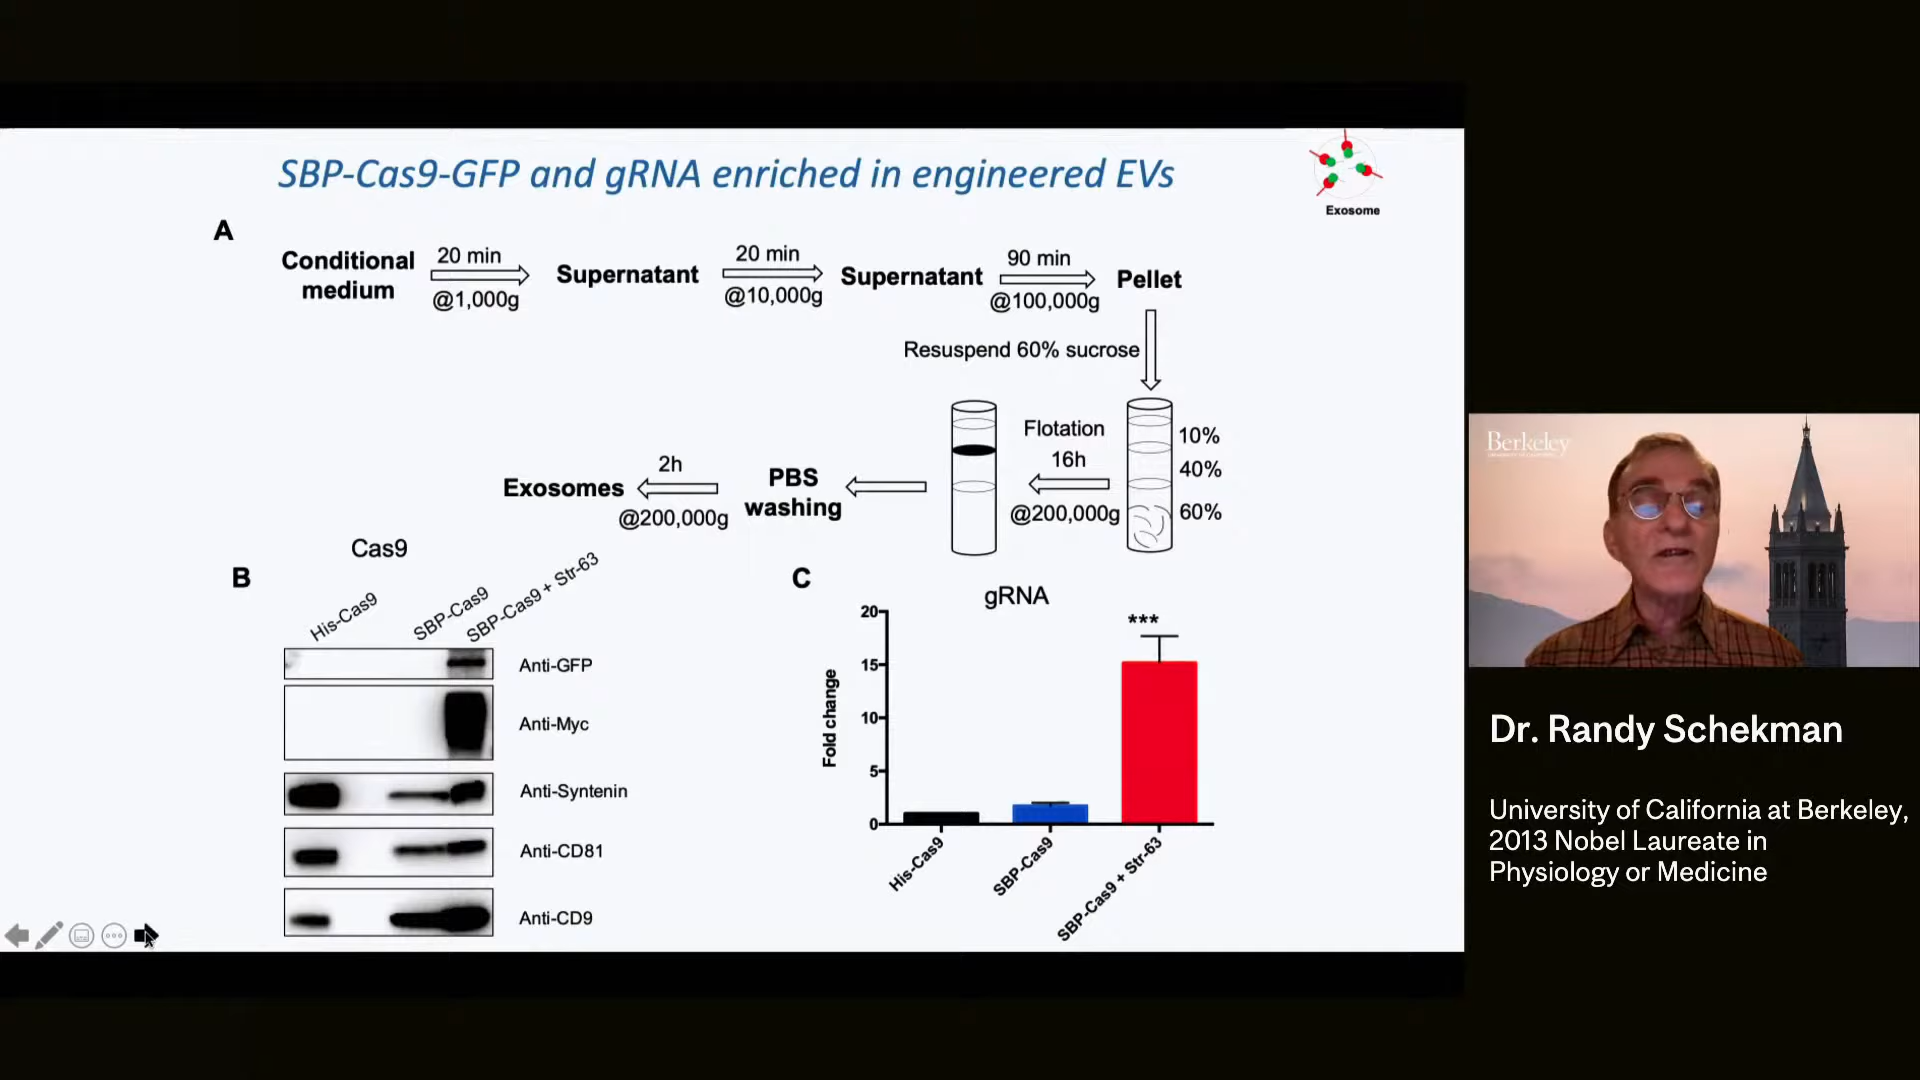 SBP-Cas9-GFP and gRNA enriched in engineered EVs
Exosome
A
Conditional
medium
20 min
@1,000g
Supernatant
20 min
@10,000g
Supernatant
90 min
@100,000g
Pellet
Resuspend 60% sucrose
10%
40%
60%
Flotation
16h
@200,000g
PBS
washing
2h
@200,000g
Exosomes
B
Cas9
His-Cas9
SBP-Cas9
SBP-Cas9 + Str-63
Anti-GFP
Anti-Myc
Anti-Syntenin
Anti-CD81
Anti-CD9
C
gRNA
Fold change
20
15
10
5
0
***
His-Cas9
SBP-Cas9
SBP-Cas9 + Str-63
Berkeley
Dr. Randy Schekman
University of California at Berkeley,
2013 Nobel Laureate in
Physiology or Medicine